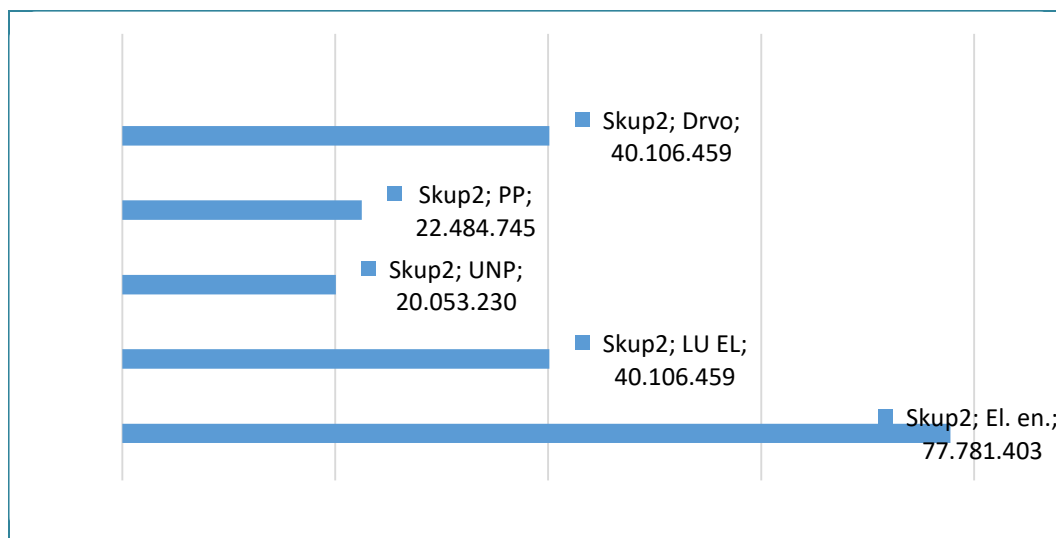 Skup2; Drvo;
40.106.459
Skup2; PP;
22.484.745
Skup2; UNP;
20.053.230
Skup2; LU EL;
40.106.459
Skup2; El. en.;
77.781.403